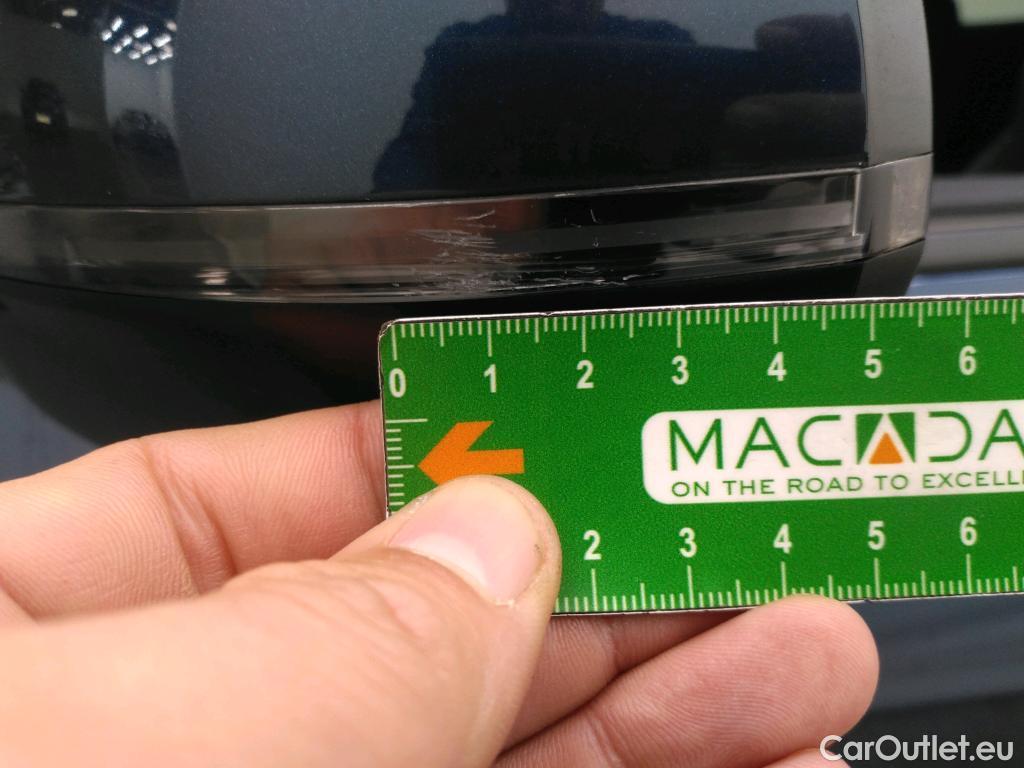 0 1 2 3 4 5 6
MACADA
ON THE ROAD TO EXCELL
2 3 4 5 6
CarOutlet.eu